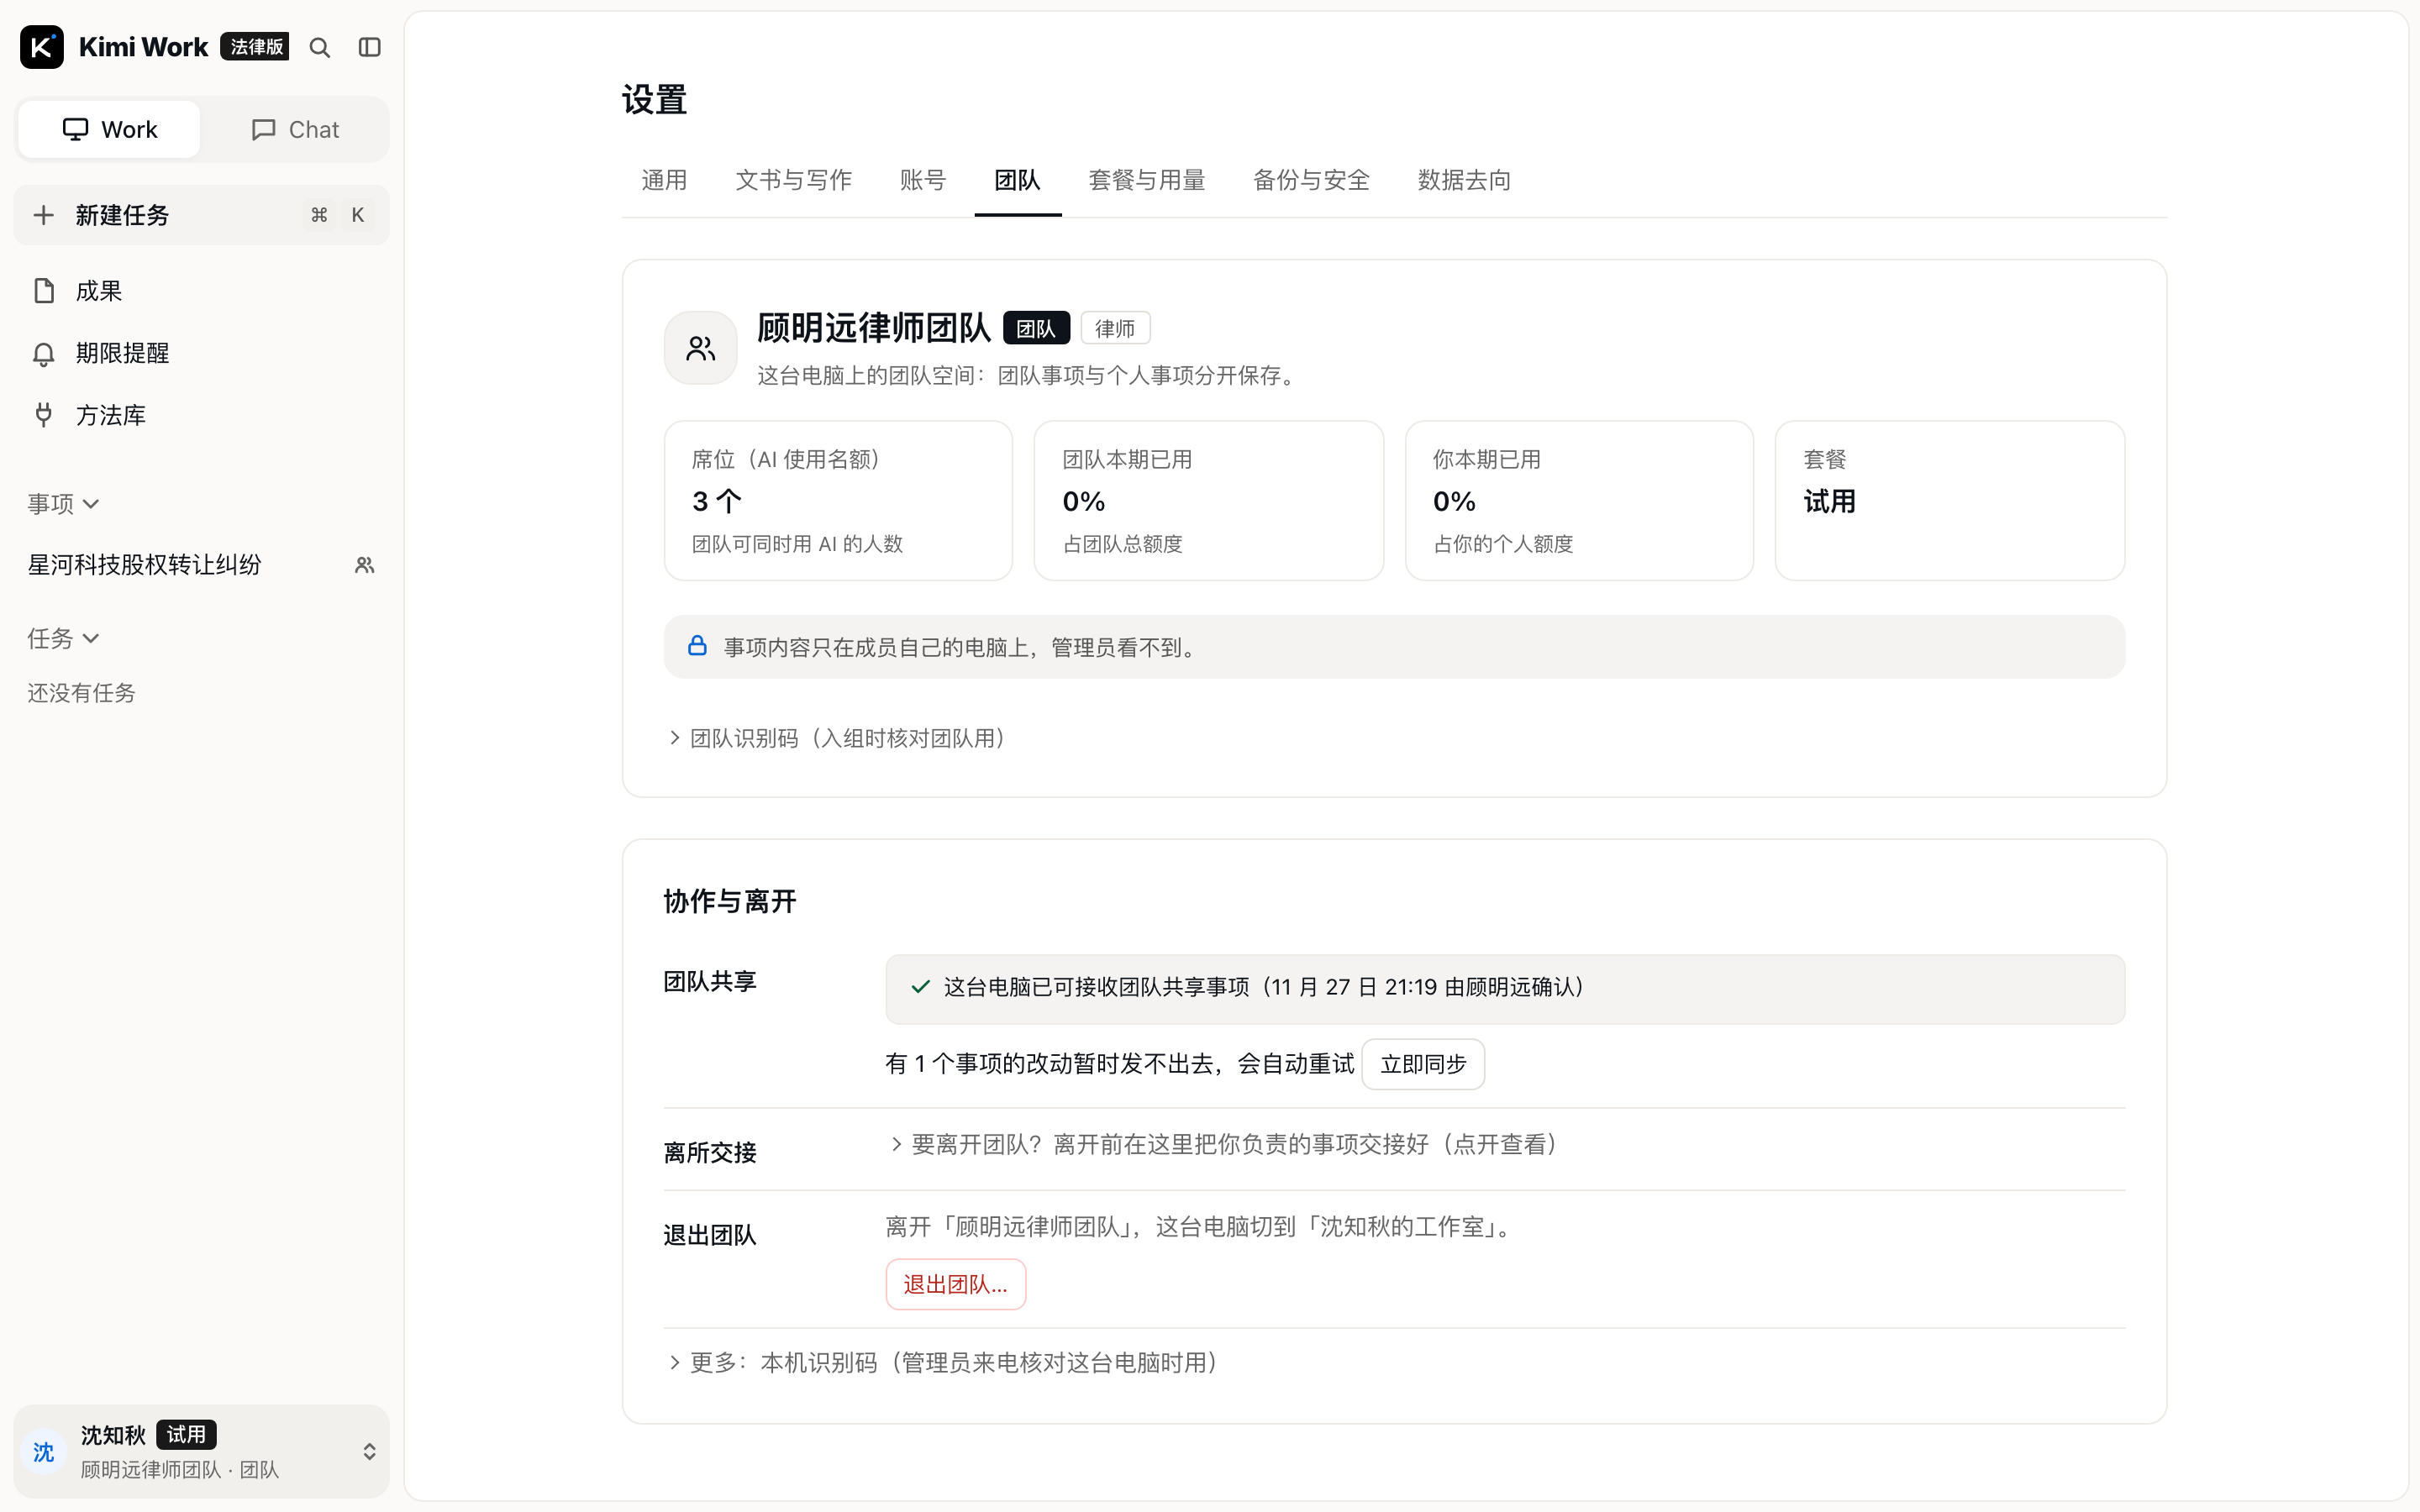 Kimi Work 法律版
Work
Chat
新建任务 ⌘ K
成果
期限提醒
方法库
事项
星河科技股权转让纠纷
任务
还没有任务
沈 沈知秋 试用
顾明远律师团队 · 团队
设置
通用 文书与写作 账号 团队 套餐与用量 备份与安全 数据去向
顾明远律师团队 团队 律师
这台电脑上的团队空间：团队事项与个人事项分开保存。
席位（AI 使用名额）
3 个
团队可同时用 AI 的人数
团队本期已用
0%
占团队总额度
你本期已用
0%
占你的个人额度
套餐
试用
事项内容只在成员自己的电脑上，管理员看不到。
团队识别码（入组时核对团队用）
协作与离开
团队共享
这台电脑已可接收团队共享事项（11 月 27 日 21:19 由顾明远确认）
有 1 个事项的改动暂时发不出去，会自动重试 立即同步
离所交接
要离开团队？离开前在这里把你负责的事项交接好（点开查看）
退出团队
离开「顾明远律师团队」，这台电脑切到「沈知秋的工作室」。
退出团队...
更多：本机识别码（管理员来电核对这台电脑时用）